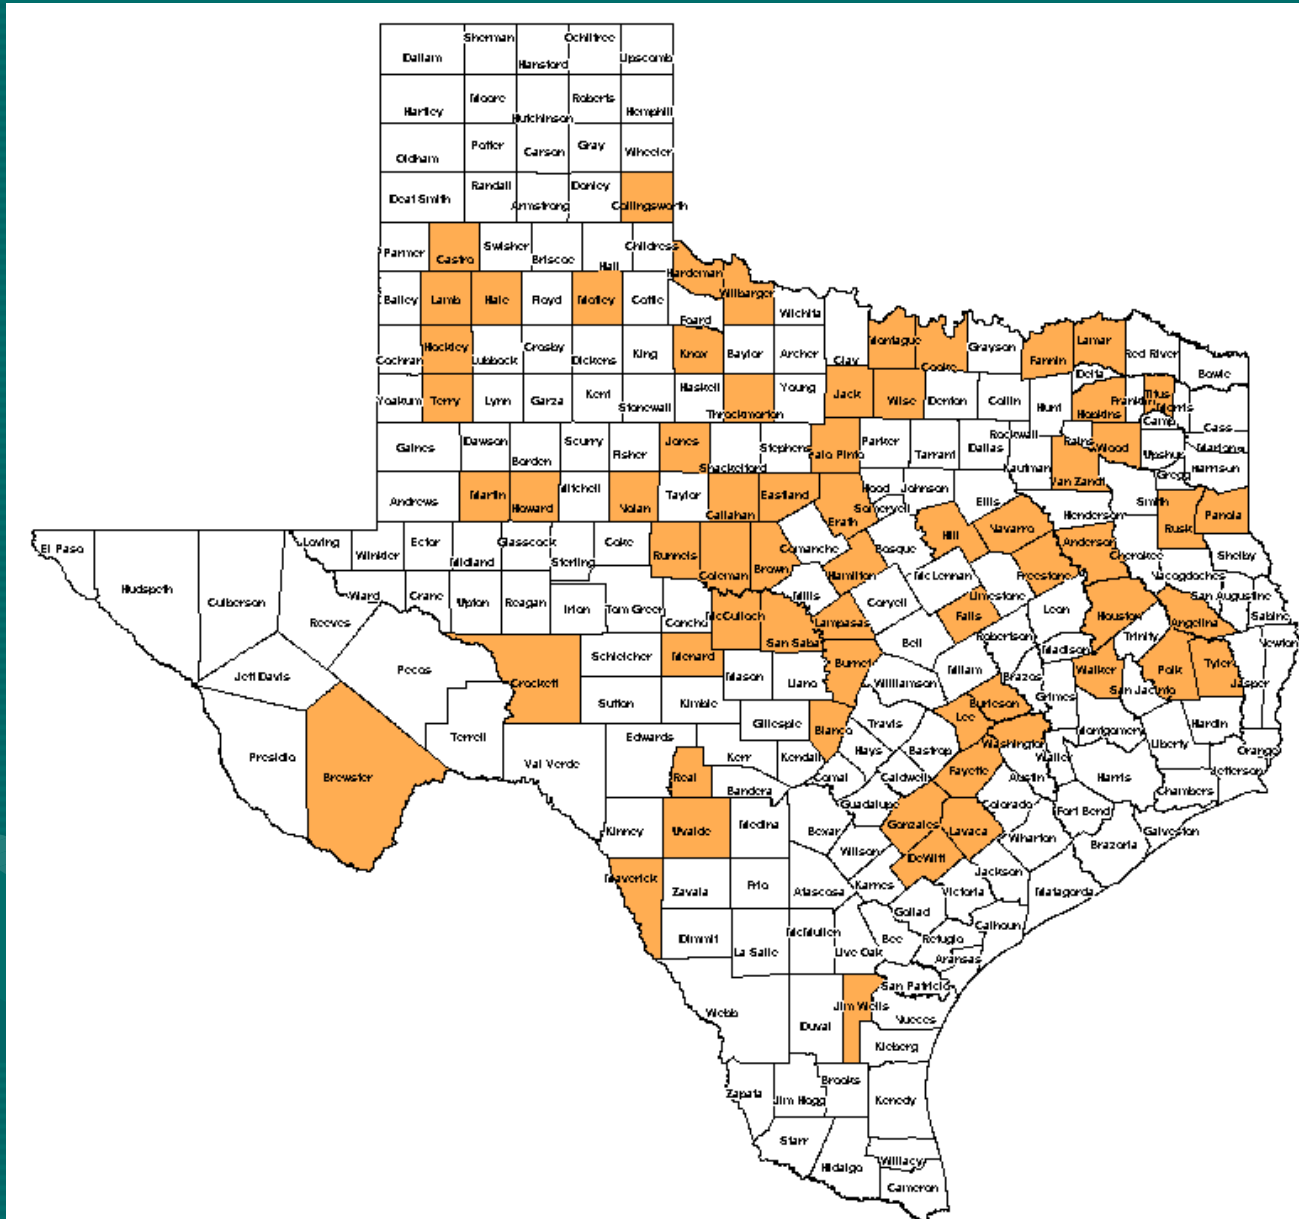 Sherman
Ochiltree
Dallam
Hansford
Lipscomb
Hartley
Moore
Roberts
Hemphill
Hutchinson
Oldham
Potter
Carson
Gray
Wheeler
Deaf Smith
Randall
Armstrong
Donley
Collingsworth
Parmer
Castro
Swisher
Briscoe
Hall
Childress
Hardeman
Bailey
Lamb
Hale
Floyd
Motley
Cottle
Foard
Wilbarger
Wichita
Cochran
Hockley
Lubbock
Crosby
Dickens
King
Knox
Baylor
Archer
Clay
Montague
Cooke
Grayson
Fannin
Lamar
Red River
Delta
Bowie
Yoakum
Terry
Lynn
Garza
Kent
Stonewall
Haskell
Throckmorton
Young
Jack
Wise
Denton
Collin
Hunt
Hopkins
Franklin
Titus
Morris
Camp
Cass
Gaines
Dawson
Borden
Scurry
Fisher
Jones
Shackelford
Stephens
Palo Pinto
Parker
Tarrant
Dallas
Rockwall
Kaufman
Rains
Wood
Upshur
Marion
Harrison
Gregg
Van Zandt
Andrews
Martin
Howard
Mitchell
Nolan
Taylor
Callahan
Eastland
Erath
Hood
Somervell
Johnson
Ellis
Henderson
Smith
Rusk
Panola
El Paso
Hudspeth
Culberson
Loving
Winkler
Ector
Midland
Glasscock
Sterling
Coke
Runnels
Coleman
Brown
Comanche
Hamilton
Bosque
Hill
Navarro
Anderson
Cherokee
Shelby
Reeves
Ward
Crane
Upton
Reagan
Irion
Tom Green
Concho
McCulloch
San Saba
Mills
Lampasas
Coryell
McLennan
Limestone
Freestone
Falls
Leon
Houston
Nacogdoches
San Augustine
Sabine
Angelina
Trinity
Newton
Jeff Davis
Pecos
Crockett
Schleicher
Menard
Mason
Llano
Burnet
Bell
Williamson
Milam
Robertson
Brazos
Madison
Grimes
Walker
San Jacinto
Polk
Tyler
Jasper
Presidio
Brewster
Terrell
Val Verde
Sutton
Kimble
Edwards
Gillespie
Blanco
Kerr
Kendall
Hays
Travis
Bastrop
Lee
Burleson
Washington
Waller
Montgomery
Liberty
Hardin
Orange
Jefferson
Chambers
Harris
Real
Bandera
Comal
Caldwell
Guadalupe
Fayette
Austin
Colorado
Fort Bend
Galveston
Brazoria
Wharton
Kinney
Uvalde
Medina
Bexar
Wilson
Gonzales
Lavaca
DeWitt
Jackson
Matagorda
Maverick
Zavala
Frio
Atascosa
Karnes
Victoria
Goliad
Calhoun
Dimmit
La Salle
McMullen
Live Oak
Bee
Refugio
Aransas
San Patricio
Webb
Duval
Jim Wells
Nueces
Kleberg
Zapata
Jim Hogg
Brooks
Kenedy
Starr
Hidalgo
Willacy
Cameron